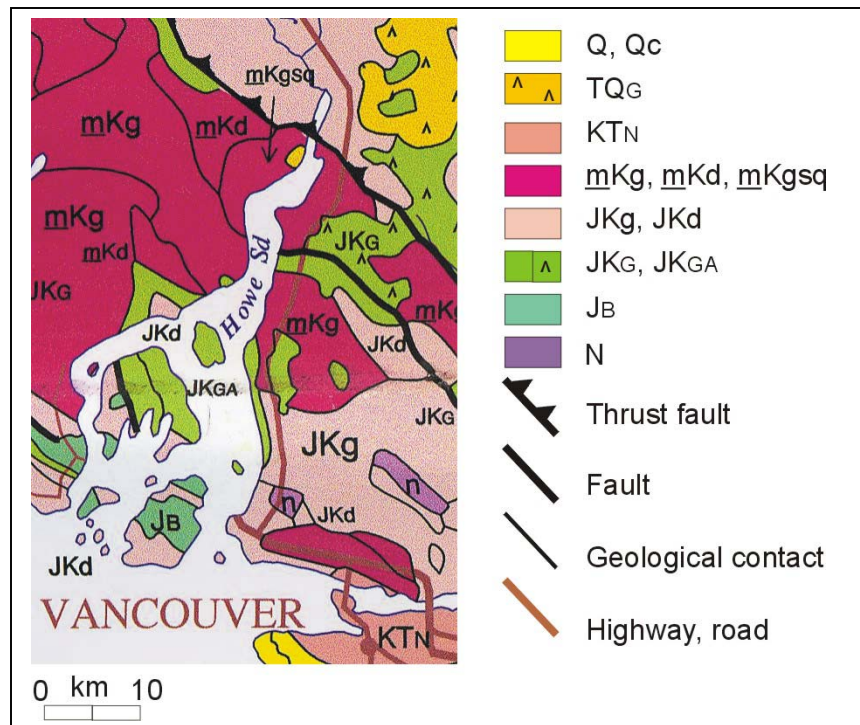 mKgsq
mKg
mKd
mKg
mKd
JKG
Howe Sd
JKG
mKg
mKg
JKd
JKd
JKGA
JKG
JKg
n
n
JKd
JB
JKd
VANCOUVER
KTN
0 km 10
Q, Qc
TQG
KTN
mKg, mKd, mKgsq
JKg, JKd
JKG, JKGA
JB
N
Thrust fault
Fault
Geological contact
Highway, road